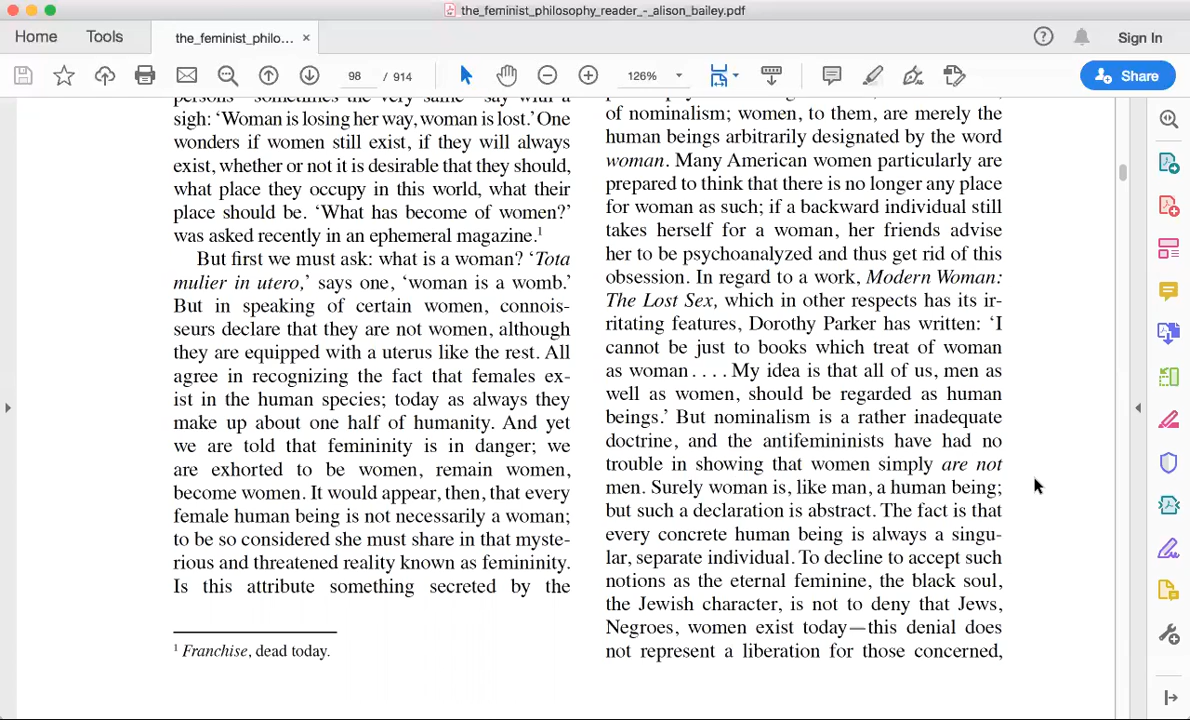 the_feminist_philosophy_reader_-_alison_bailey.pdf
Home
Tools
the_feminist_philo...
×
Sign In
98
/ 914
126%
Share
persons—sometimes the very same—say with a
sigh: ‘Woman is losing her way, woman is lost.’ One
wonders if women still exist, if they will always
exist, whether or not it is desirable that they should,
what place they occupy in this world, what their
place should be. ‘What has become of women?’
was asked recently in an ephemeral magazine.1
But first we must ask: what is a woman? ‘Tota
mulier in utero,’ says one, ‘woman is a womb.’
But in speaking of certain women, connois-
seurs declare that they are not women, although
they are equipped with a uterus like the rest. All
agree in recognizing the fact that females ex-
ist in the human species; today as always they
make up about one half of humanity. And yet
we are told that femininity is in danger; we
are exhorted to be women, remain women,
become women. It would appear, then, that every
female human being is not necessarily a woman;
to be so considered she must share in that myste-
rious and threatened reality known as femininity.
Is this attribute something secreted by the
1 Franchise, dead today.
of nominalism; women, to them, are merely the
human beings arbitrarily designated by the word
woman. Many American women particularly are
prepared to think that there is no longer any place
for woman as such; if a backward individual still
takes herself for a woman, her friends advise
her to be psychoanalyzed and thus get rid of this
obsession. In regard to a work, Modern Woman:
The Lost Sex, which in other respects has its ir-
ritating features, Dorothy Parker has written: ‘I
cannot be just to books which treat of woman
as woman . . . . My idea is that all of us, men as
well as women, should be regarded as human
beings.’ But nominalism is a rather inadequate
doctrine, and the antifemininists have had no
trouble in showing that women simply are not
men. Surely woman is, like man, a human being;
but such a declaration is abstract. The fact is that
every concrete human being is always a singu-
lar, separate individual. To decline to accept such
notions as the eternal feminine, the black soul,
the Jewish character, is not to deny that Jews,
Negroes, women exist today—this denial does
not represent a liberation for those concerned,